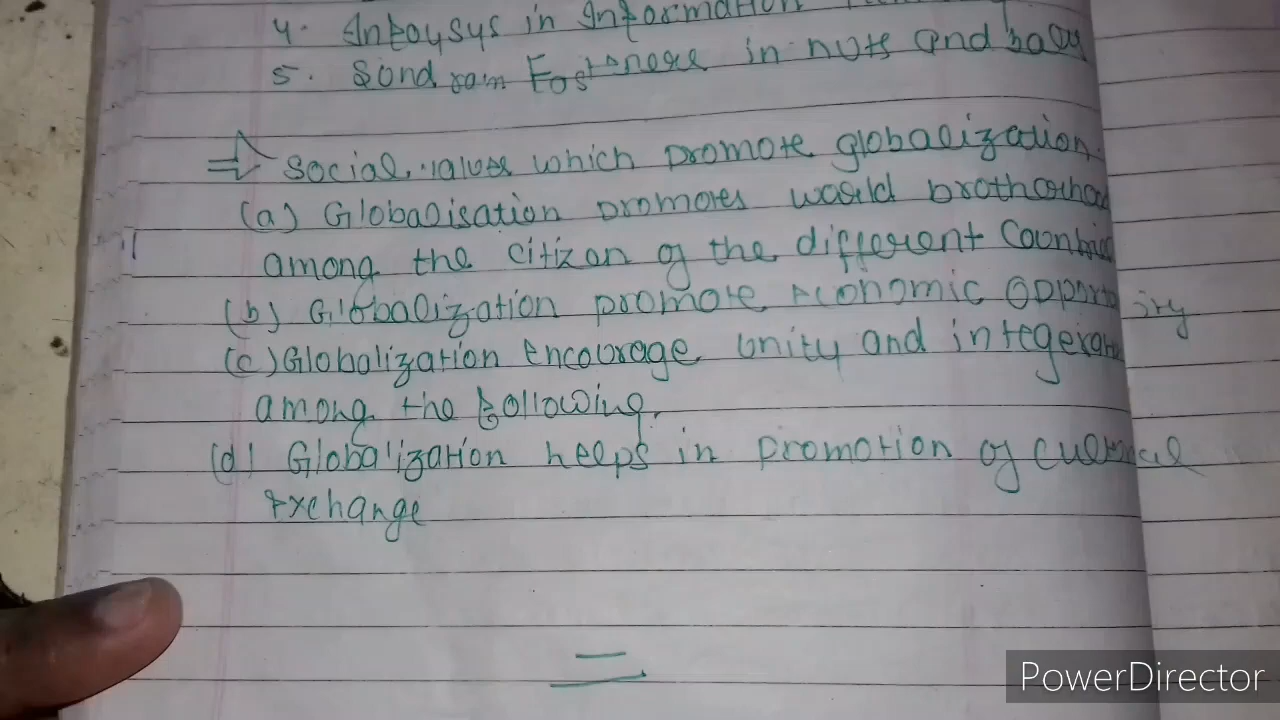 4. Infoysys in Information
5. Sond ram Fastnere in nuts and
⇒ Social values which promote globalization.
(a) Globalisation promotes world brotherhood
among the citizen of the different Countries
(b) Globalization promote economic opportunity
(c) Globalization encourage unity and integeration
among the following.
(d) Globalization helps in promotion of cultural
exchange
PowerDirector